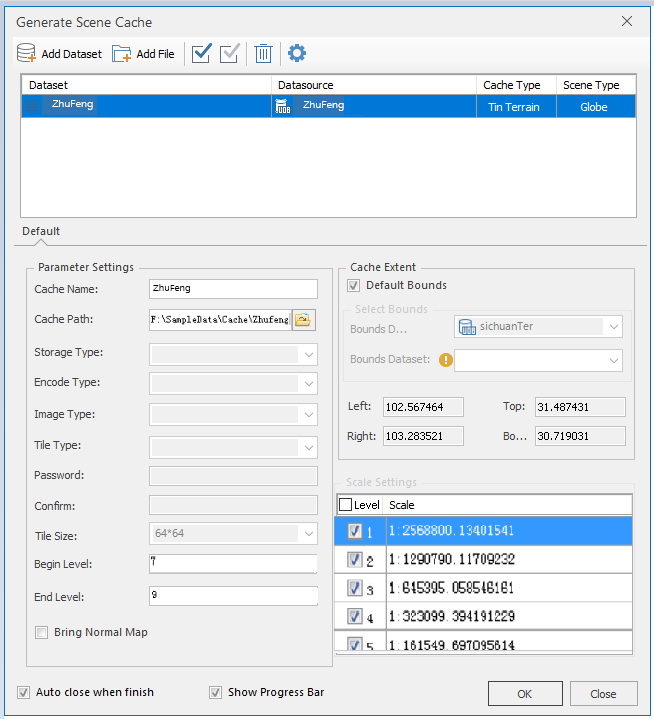 Generate Scene Cache
Add Dataset Add File
Dataset Datasource Cache Type Scene Type
ZhuFeng ZhuFeng Tin Terrain Globe
Default
Parameter Settings
Cache Name: ZhuFeng
Cache Path: F:\SampleData\Cache\Zhufeng
Storage Type:
Encode Type:
Image Type:
Tile Type:
Password:
Confirm:
Tile Size: 64*64
Begin Level: 7
End Level: 9
Bring Normal Map
Cache Extent
Default Bounds
Select Bounds
Bounds D... sichuanTer
Bounds Dataset:
Left: 102.567464 Top: 31.487431
Right: 103.283521 Bo... 30.719031
Scale Settings
Level Scale
1 1:2568800.13401541
2 1:1290790.11709232
3 1:645395.058546161
4 1:323099.394191229
5 1:161549.697095614
Auto close when finish Show Progress Bar OK Close